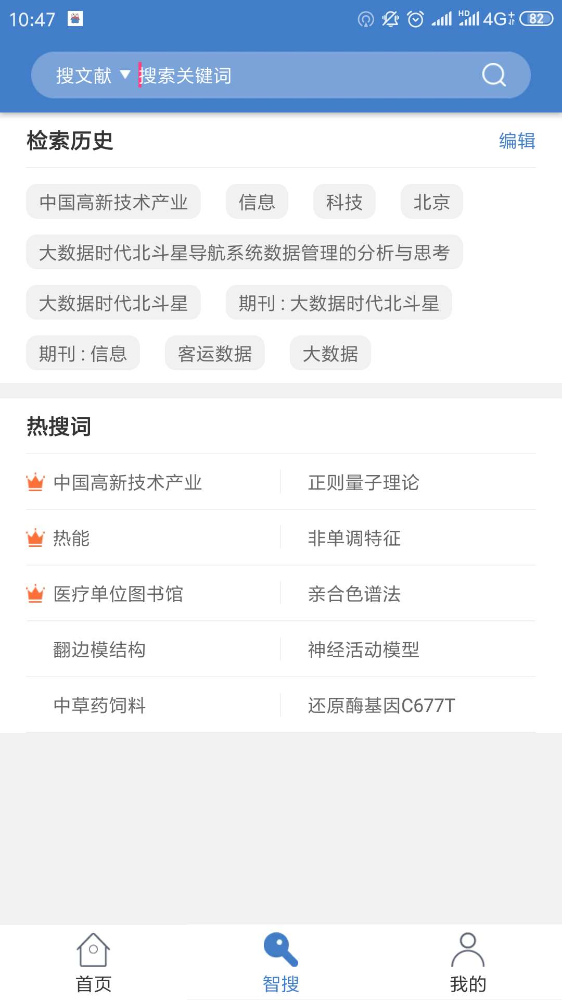 10:47 HD 4G 82
搜文献 搜索关键词
检索历史 编辑
中国高新技术产业 信息 科技 北京
大数据时代北斗星导航系统数据管理的分析与思考
大数据时代北斗星 期刊 : 大数据时代北斗星
期刊 : 信息 客运数据 大数据
热搜词
中国高新技术产业 正则量子理论
热能 非单调特征
医疗单位图书馆 亲合色谱法
翻边模结构 神经活动模型
中草药饲料 还原酶基因C677T
首页 智搜 我的